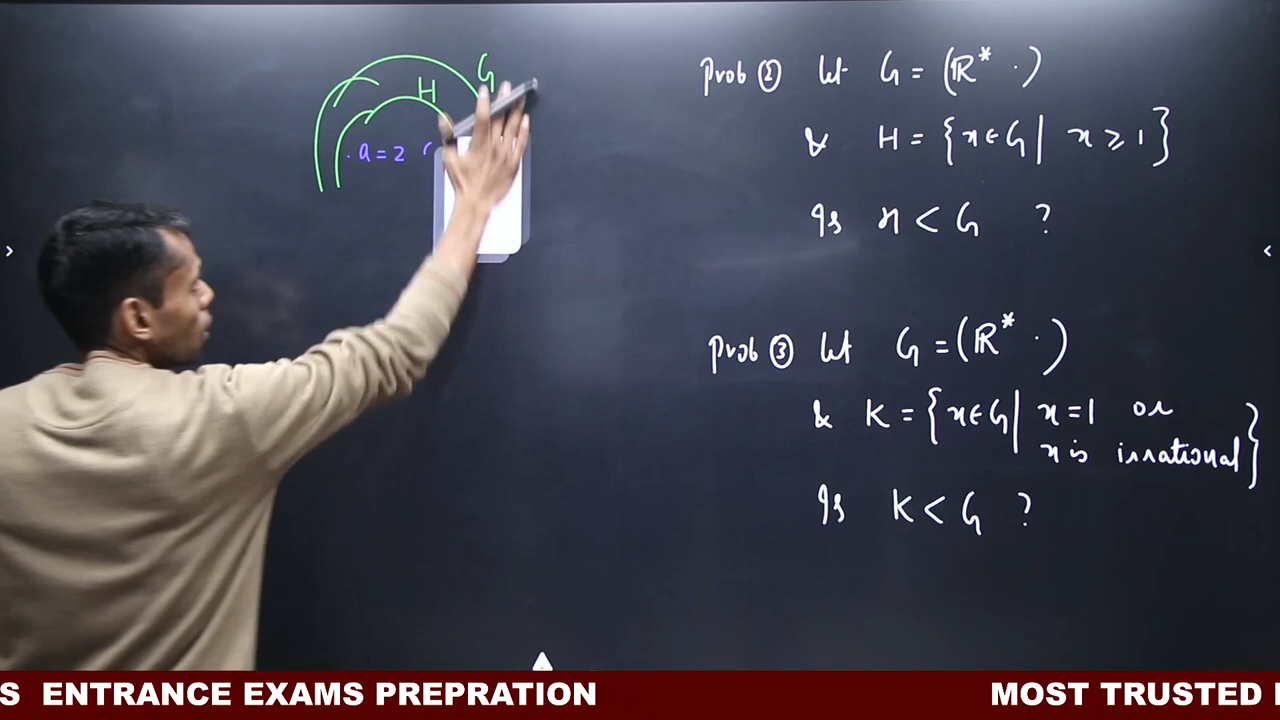 G
H
a = 2
Prob ② Let G = (ℝ* ·)
& H = {x ∈ G | x ≥ 1}
Is H < G ?
Prob ③ Let G = (ℝ* ·)
& K = {x ∈ G | x = 1 or
x is irrational}
Is K < G ?
S ENTRANCE EXAMS PREPRATION
MOST TRUSTED